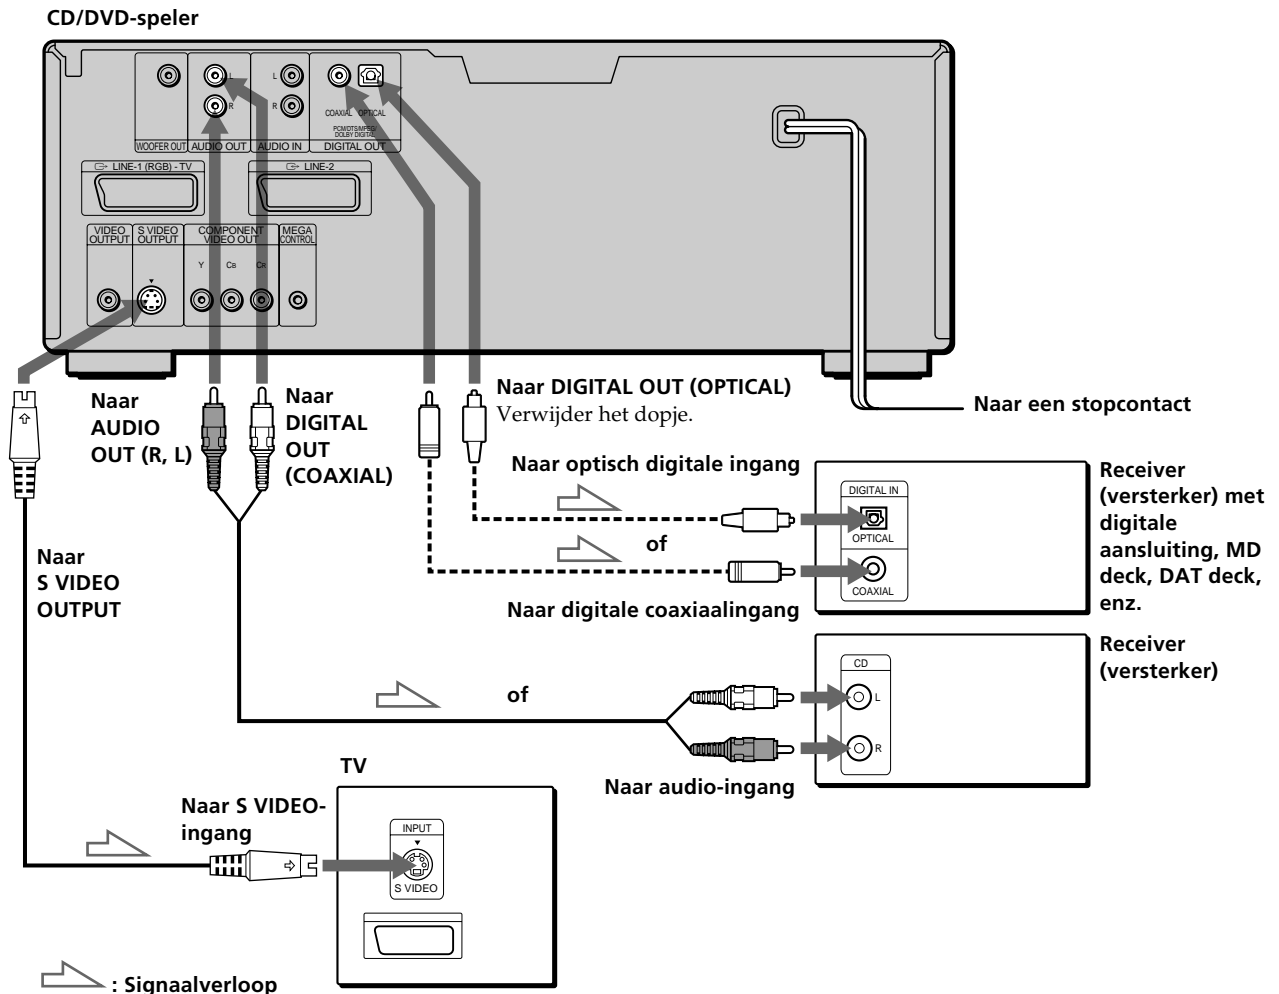 CD/DVD-speler
L
R
L
R
COAXIAL OPTICAL
PCM/DTS/MPEG/
DOLBY DIGITAL
WOOFER OUT
AUDIO OUT
AUDIO IN
DIGITAL OUT
LINE-1 (RGB) - TV
LINE-2
VIDEO
OUTPUT
S VIDEO
OUTPUT
COMPONENT
VIDEO OUT
MEGA
CONTROL
Y
CB
CR
Naar
AUDIO
OUT (R, L)
Naar
DIGITAL
OUT
(COAXIAL)
Naar DIGITAL OUT (OPTICAL)
Verwijder het dopje.
Naar een stopcontact
Naar optisch digitale ingang
DIGITAL IN
OPTICAL
COAXIAL
Receiver
(versterker) met
digitale
aansluiting, MD
deck, DAT deck,
enz.
of
Naar
S VIDEO
OUTPUT
Naar digitale coaxiaalingang
Receiver
(versterker)
CD
L
R
of
Naar audio-ingang
TV
Naar S VIDEO-
ingang
INPUT
S VIDEO
: Signaalverloop